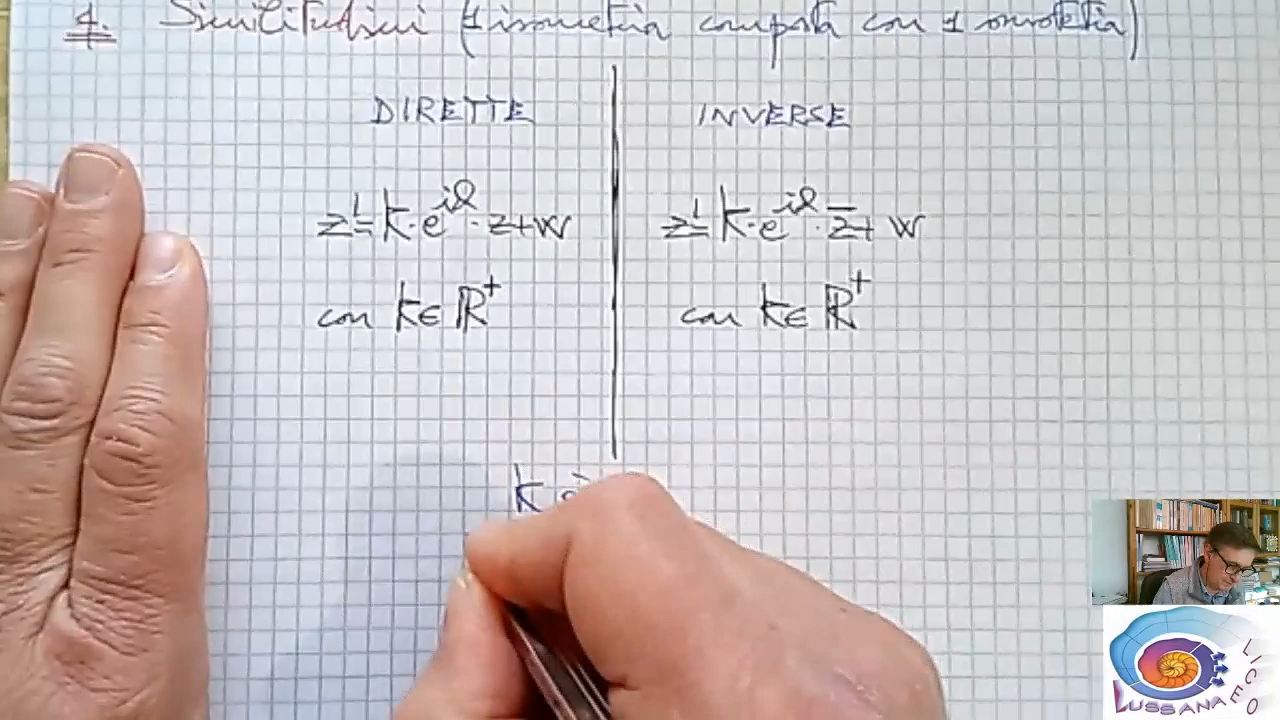 4. Similitudini (1 isometria composta con 1 omotetia)
DIRETTE
z' = k · e^{iϑ} · z + w
con k ∈ ℝ⁺
INVERSE
z' = k · e^{iϑ} · z̄ + w
con k ∈ ℝ⁺
k è
LUSSANA
LICEO